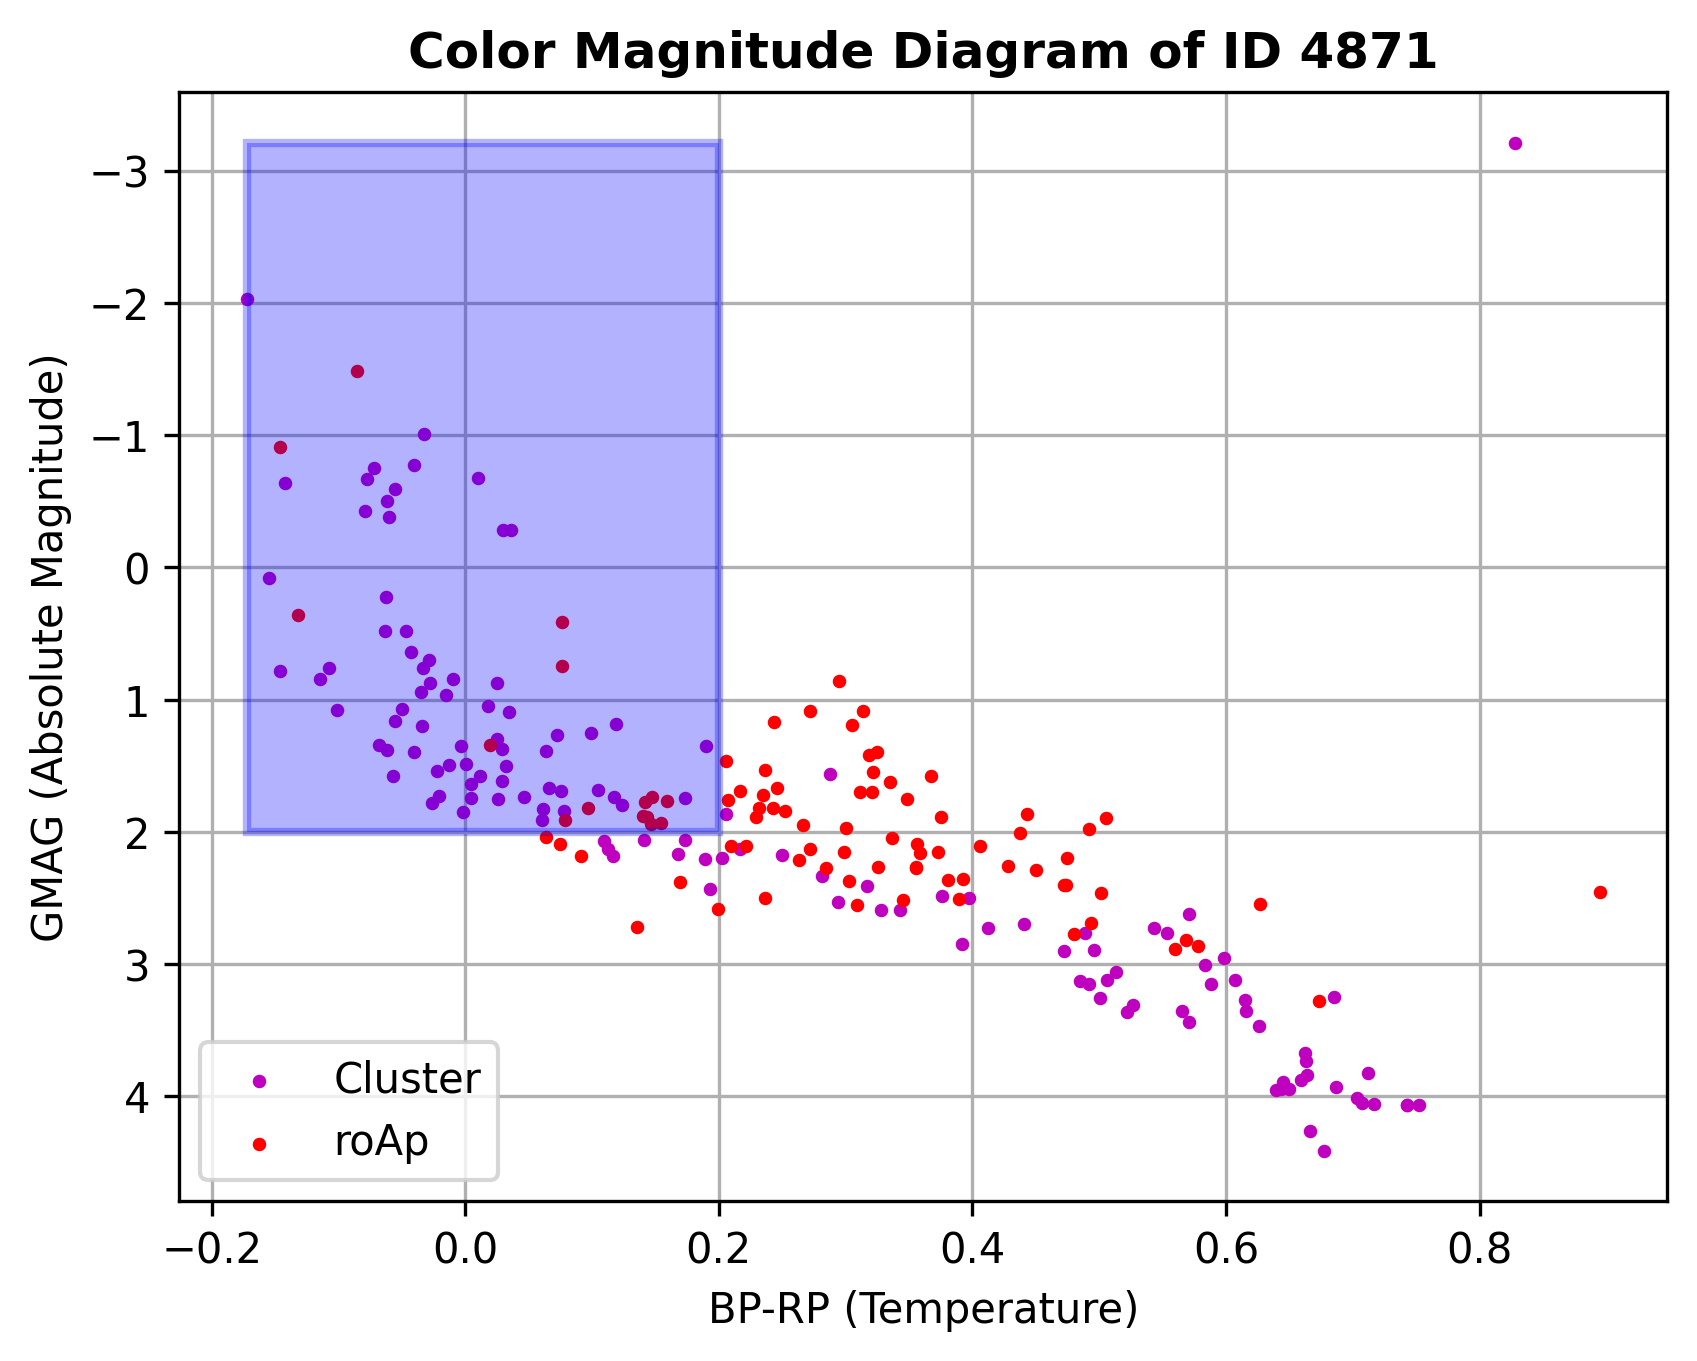 Color Magnitude Diagram of ID 4871
GMAG (Absolute Magnitude)
−3
−2
−1
0
1
2
3
4
Cluster
roAp
−0.2 0.0 0.2 0.4 0.6 0.8
BP-RP (Temperature)